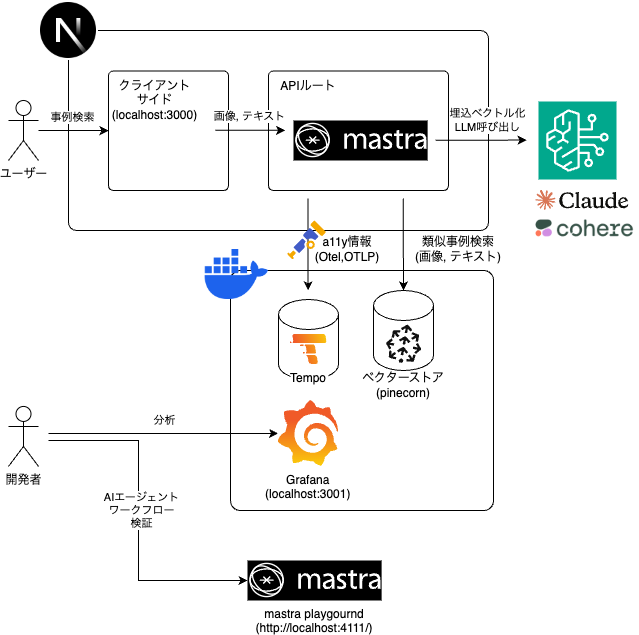 N
クライアント
サイド
(localhost:3000)
APIルート
mastra
ユーザー
事例検索
画像, テキスト
埋込ベクトル化
LLM呼び出し
Claude
cohere
a11y情報
(Otel,OTLP)
類似事例検索
(画像, テキスト)
Tempo
ベクターストア
(pinecorn)
開発者
分析
Grafana
(localhost:3001)
AIエージェント
ワークフロー
検証
mastra
mastra playgournd
(http://localhost:4111/)